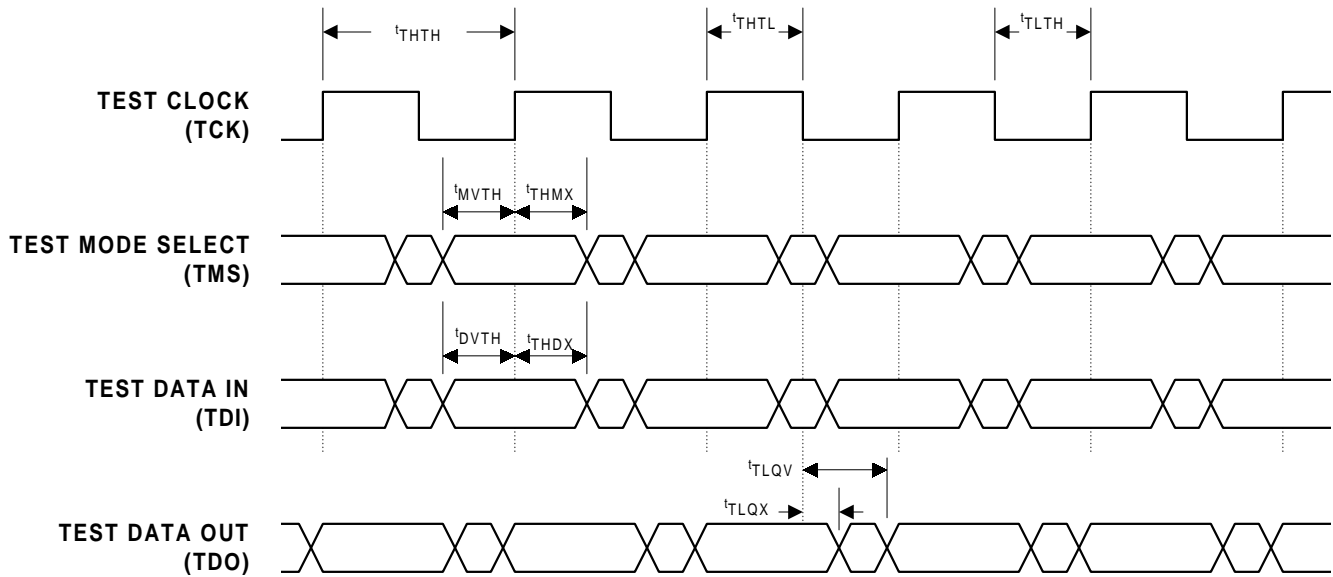 tTHTH
tTHTL
tTLTH
TEST CLOCK
(TCK)
tMVTH
tTHMX
TEST MODE SELECT
(TMS)
tDVTH
tTHDX
TEST DATA IN
(TDI)
tTLQV
tTLQX
TEST DATA OUT
(TDO)